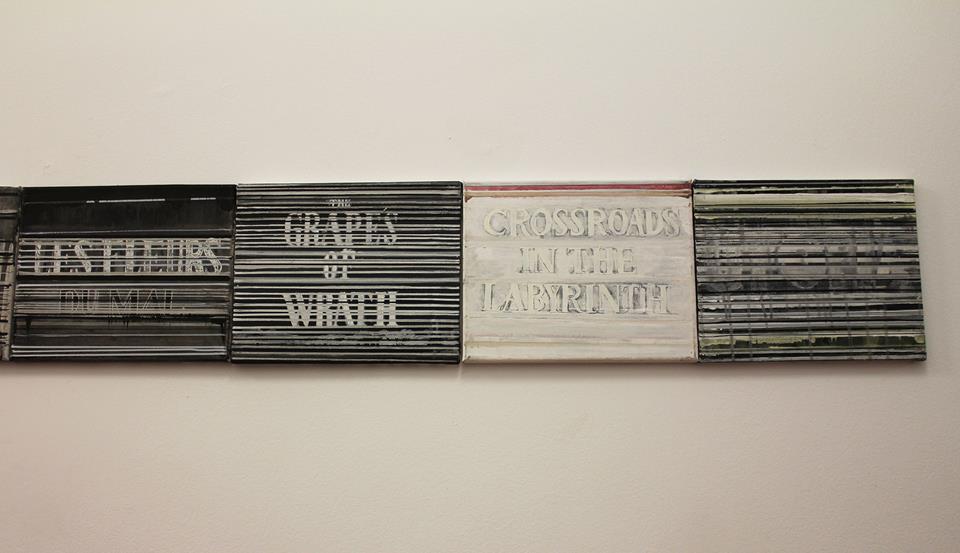 LES FLEURS
DU MAL
THE
GRAPES
OF
WRATH
CROSSROADS
IN THE
LABYRINTH